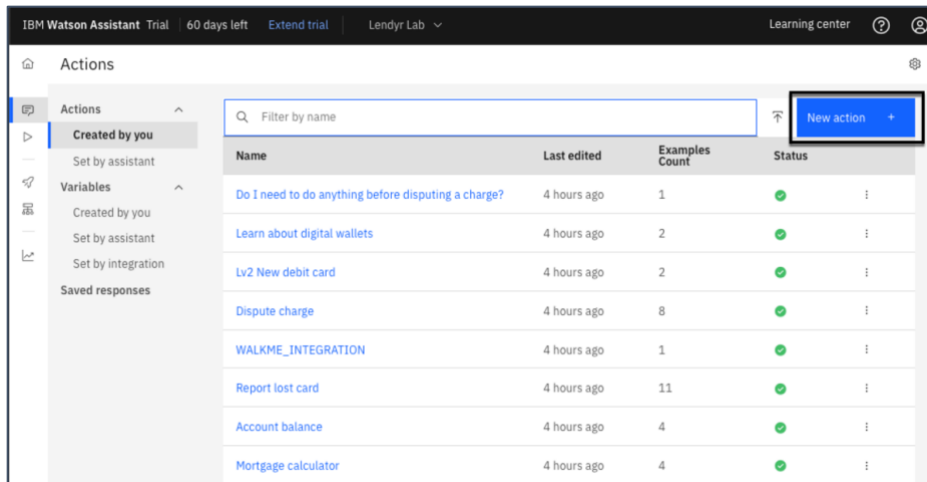 IBM Watson Assistant Trial 60 days left Extend trial Lendyr Lab Learning center
Actions
Actions
Created by you
Set by assistant
Variables
Created by you
Set by assistant
Set by integration
Saved responses
Filter by name
New action +
Name Last edited Examples Count Status
Do I need to do anything before disputing a charge? 4 hours ago 1
Learn about digital wallets 4 hours ago 2
Lv2 New debit card 4 hours ago 2
Dispute charge 4 hours ago 8
WALKME_INTEGRATION 4 hours ago 1
Report lost card 4 hours ago 11
Account balance 4 hours ago 4
Mortgage calculator 4 hours ago 4